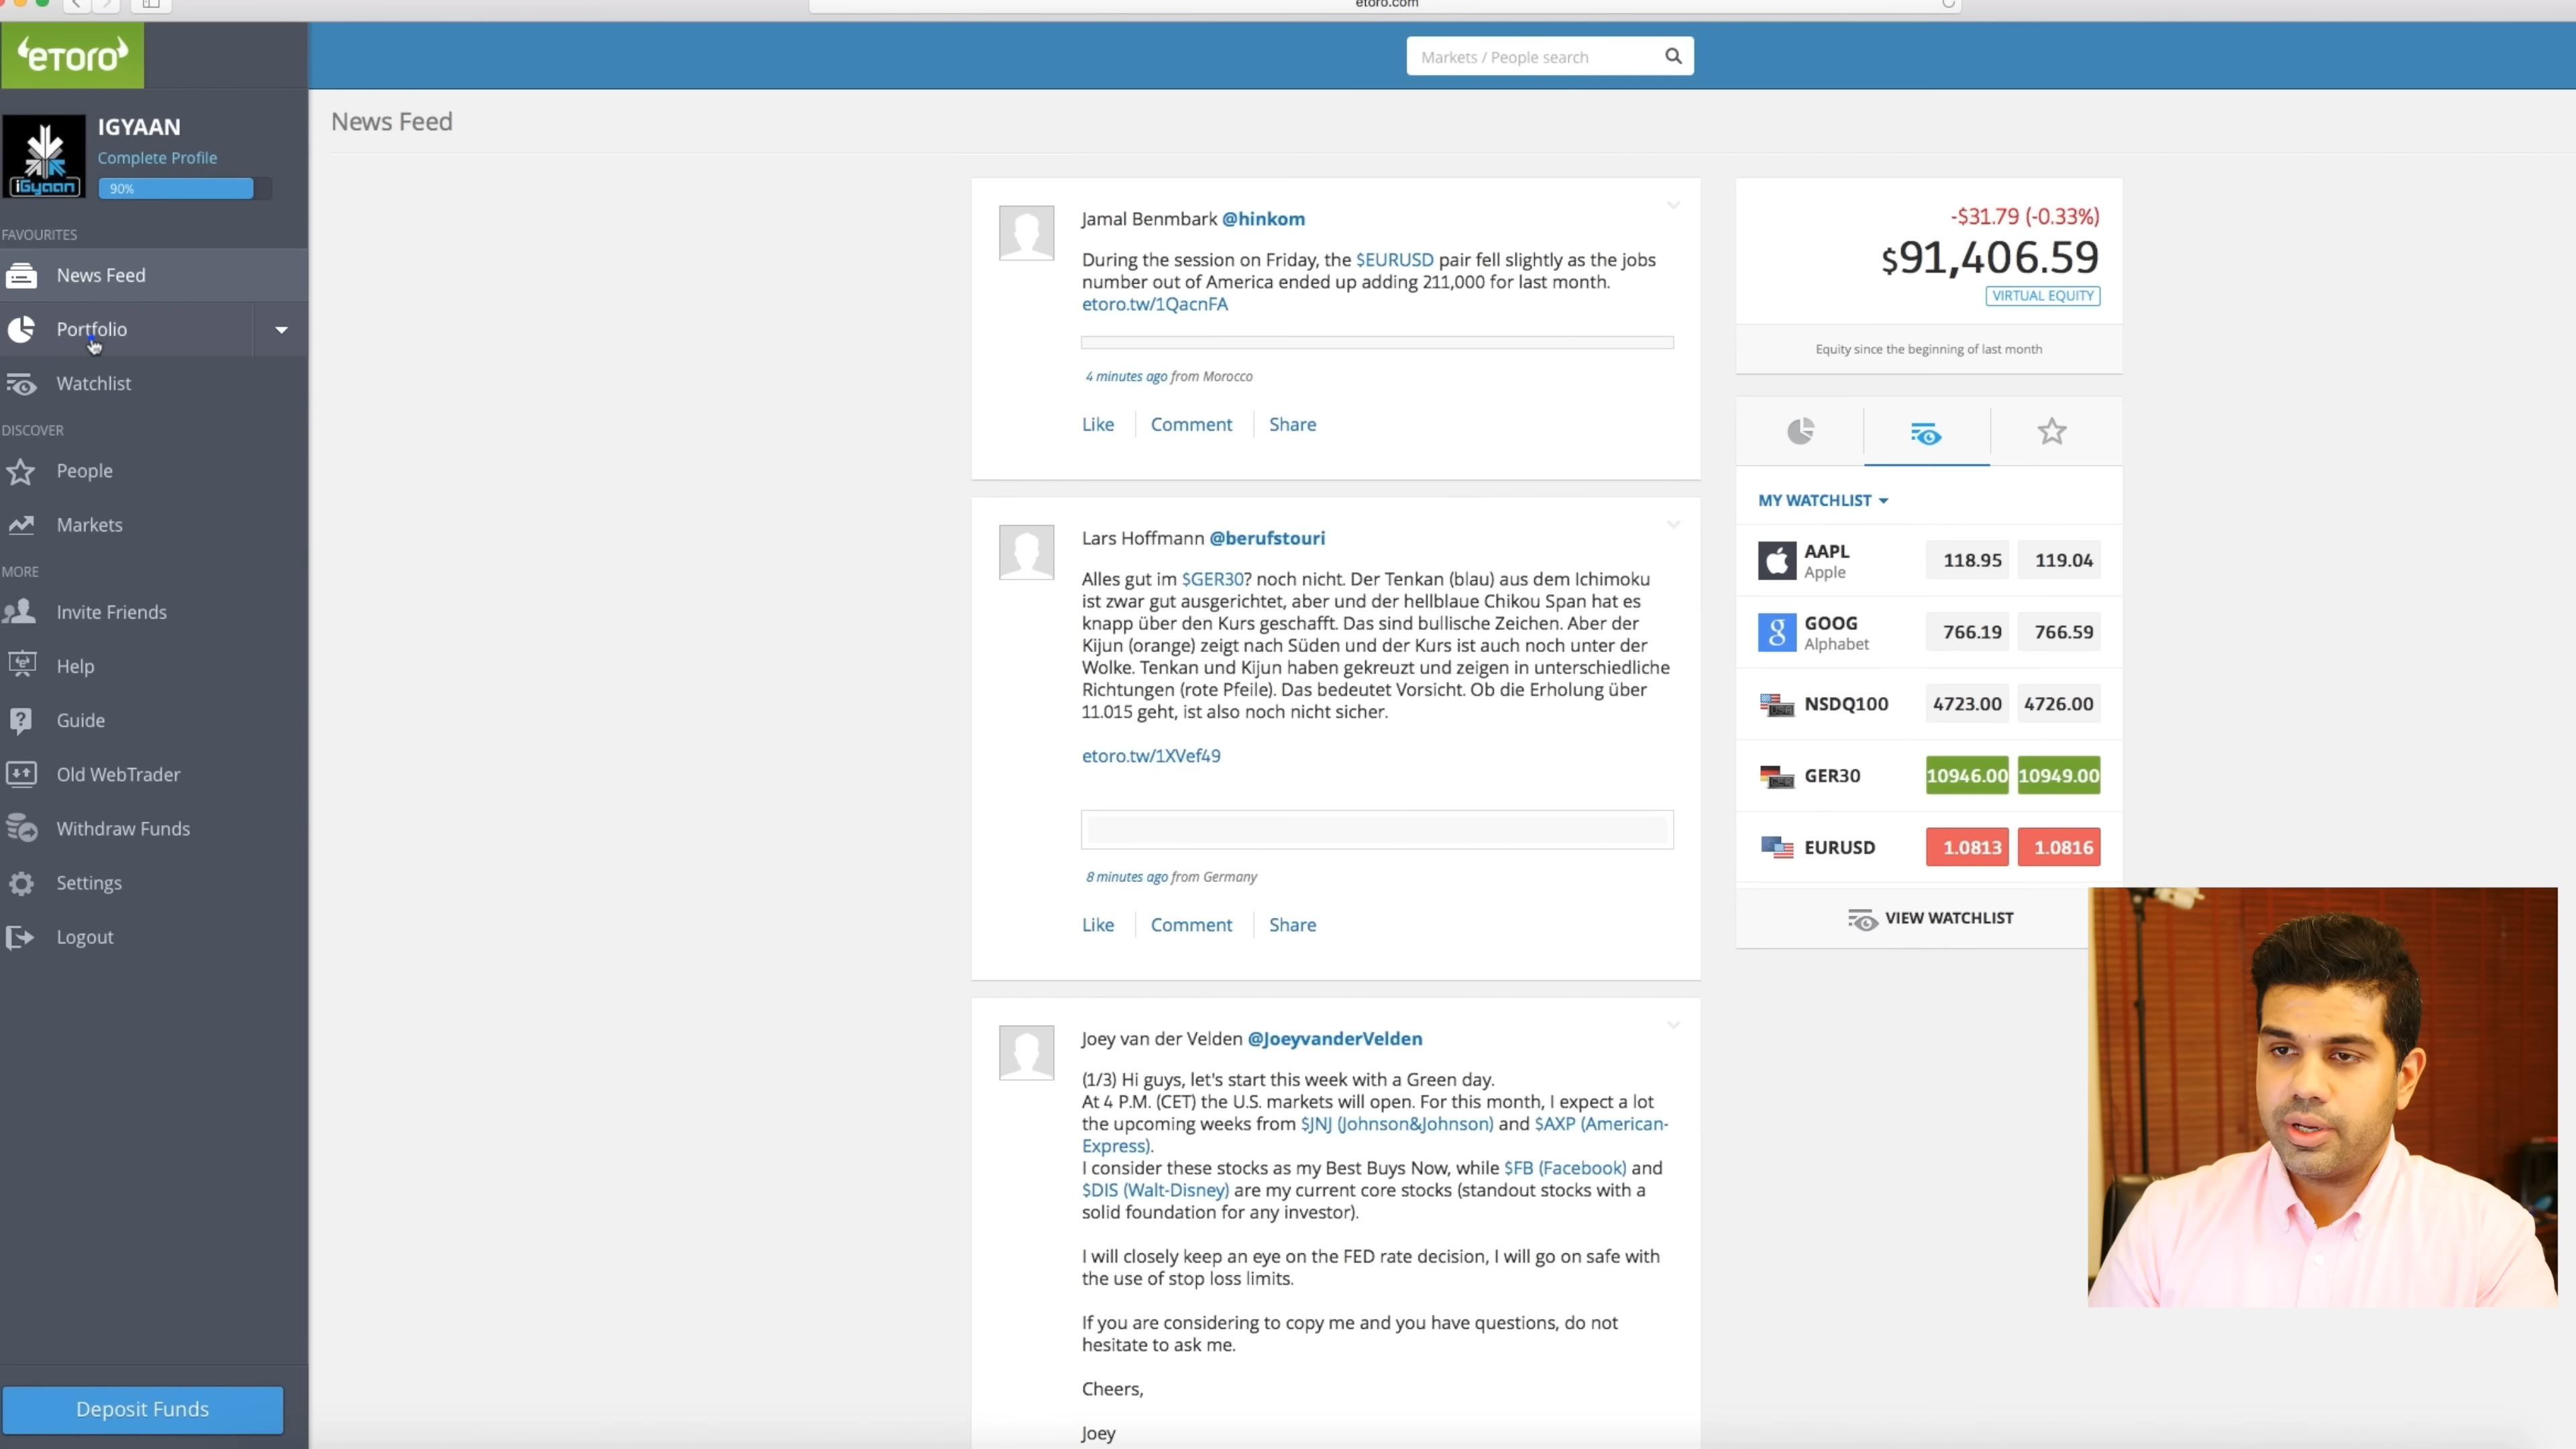 etoro.com
eToro
Markets / People search
IGYAAN
Complete Profile
90%
iGyaan
FAVOURITES
News Feed
Portfolio
Watchlist
DISCOVER
People
Markets
MORE
Invite Friends
Help
Guide
Old WebTrader
Withdraw Funds
Settings
Logout
Deposit Funds
News Feed
Jamal Benmbark @hinkom
During the session on Friday, the $EURUSD pair fell slightly as the jobs
number out of America ended up adding 211,000 for last month.
etoro.tw/1QacnFA
4 minutes ago from Morocco
Like
Comment
Share
Lars Hoffmann @berufstouri
Alles gut im $GER30? noch nicht. Der Tenkan (blau) aus dem Ichimoku
ist zwar gut ausgerichtet, aber und der hellblaue Chikou Span hat es
knapp über den Kurs geschafft. Das sind bullische Zeichen. Aber der
Kijun (orange) zeigt nach Süden und der Kurs ist auch noch unter der
Wolke. Tenkan und Kijun haben gekreuzt und zeigen in unterschiedliche
Richtungen (rote Pfeile). Das bedeutet Vorsicht. Ob die Erholung über
11.015 geht, ist also noch nicht sicher.
etoro.tw/1XVef49
8 minutes ago from Germany
Like
Comment
Share
Joey van der Velden @JoeyvanderVelden
(1/3) Hi guys, let's start this week with a Green day.
At 4 P.M. (CET) the U.S. markets will open. For this month, I expect a lot
the upcoming weeks from $JNJ (Johnson&Johnson) and $AXP (American-
Express).
I consider these stocks as my Best Buys Now, while $FB (Facebook) and
$DIS (Walt-Disney) are my current core stocks (standout stocks with a
solid foundation for any investor).
I will closely keep an eye on the FED rate decision, I will go on safe with
the use of stop loss limits.
If you are considering to copy me and you have questions, do not
hesitate to ask me.
Cheers,
Joey
-$31.79 (-0.33%)
$91,406.59
VIRTUAL EQUITY
Equity since the beginning of last month
MY WATCHLIST
AAPL
Apple
118.95
119.04
GOOG
Alphabet
766.19
766.59
NSDQ100
4723.00
4726.00
GER30
10946.00
10949.00
EURUSD
1.0813
1.0816
VIEW WATCHLIST